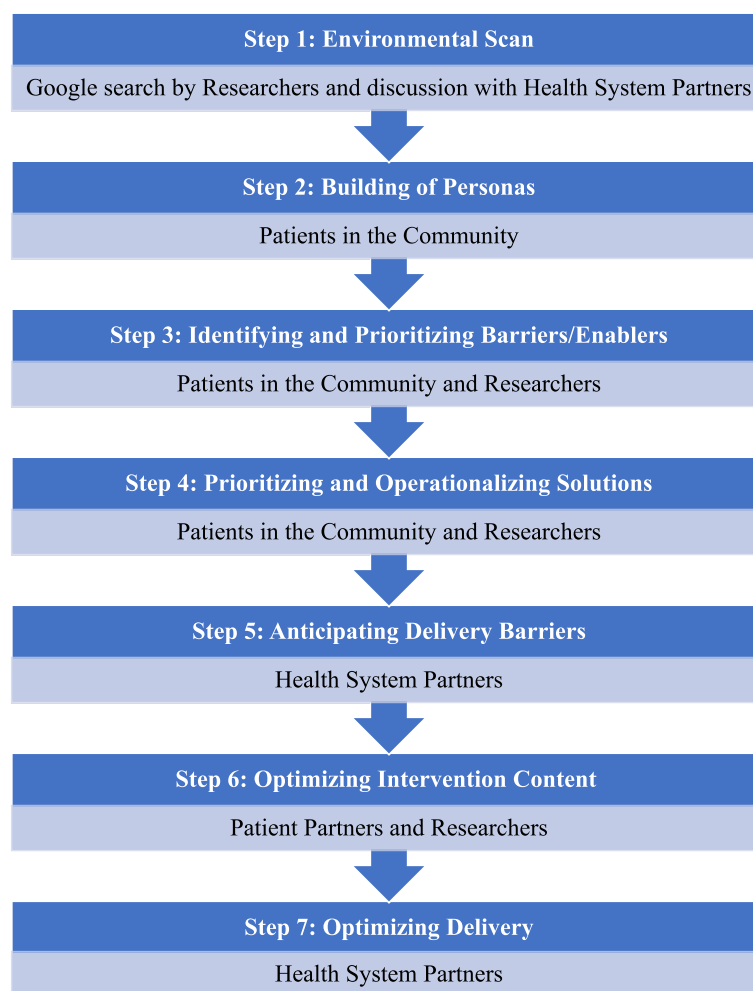 Step 1: Environmental Scan
Google search by Researchers and discussion with Health System Partners
Step 2: Building of Personas
Patients in the Community
Step 3: Identifying and Prioritizing Barriers/Enablers
Patients in the Community and Researchers
Step 4: Prioritizing and Operationalizing Solutions
Patients in the Community and Researchers
Step 5: Anticipating Delivery Barriers
Health System Partners
Step 6: Optimizing Intervention Content
Patient Partners and Researchers
Step 7: Optimizing Delivery
Health System Partners